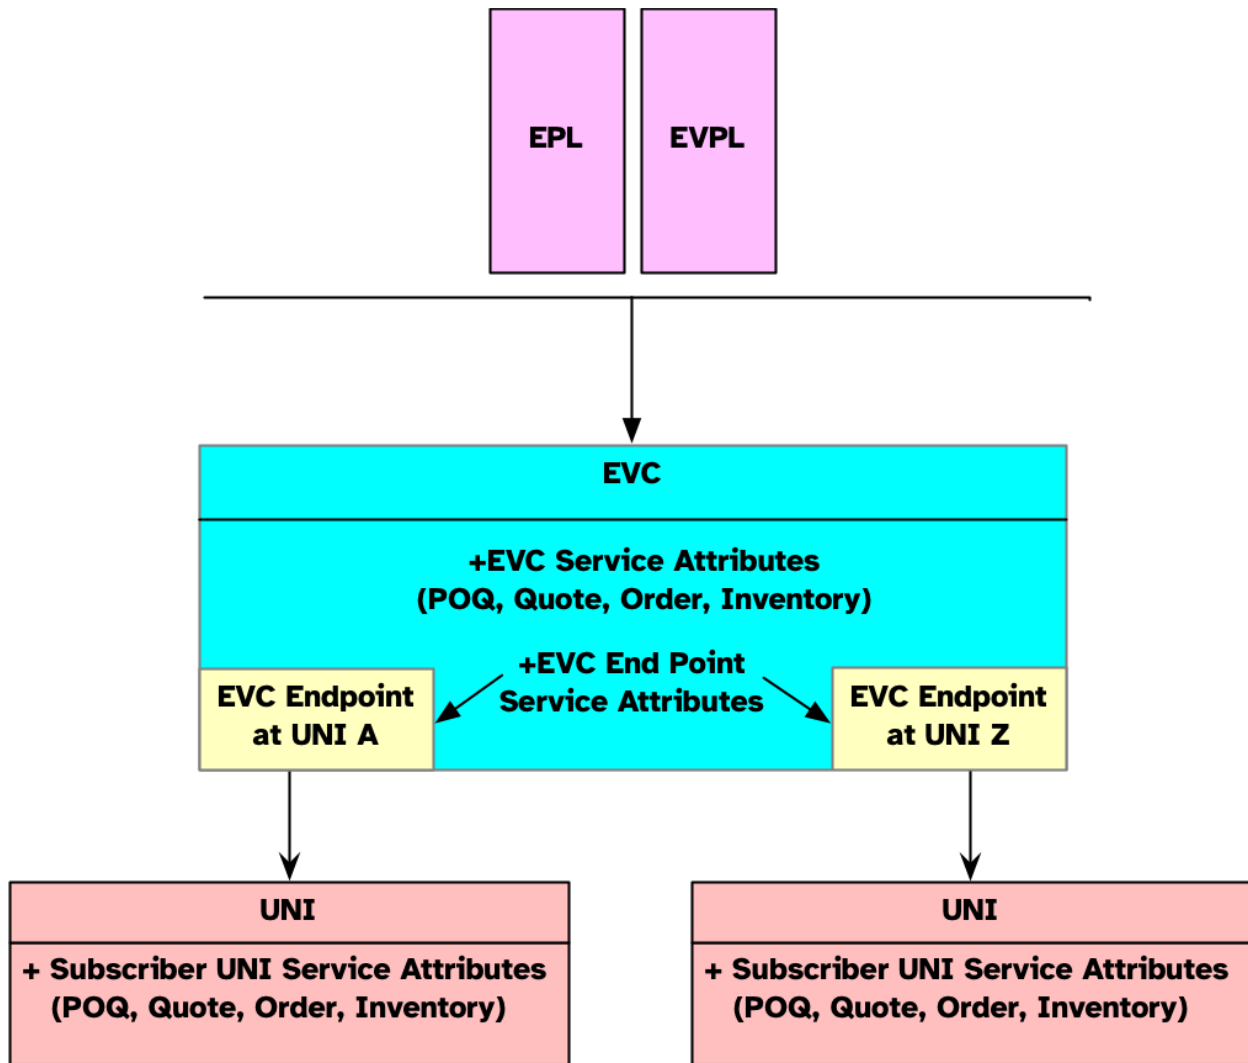 EPL
EVPL
EVC
+EVC Service Attributes
(POQ, Quote, Order, Inventory)
+EVC End Point
Service Attributes
EVC Endpoint
at UNI A
EVC Endpoint
at UNI Z
UNI
+ Subscriber UNI Service Attributes
(POQ, Quote, Order, Inventory)
UNI
+ Subscriber UNI Service Attributes
(POQ, Quote, Order, Inventory)